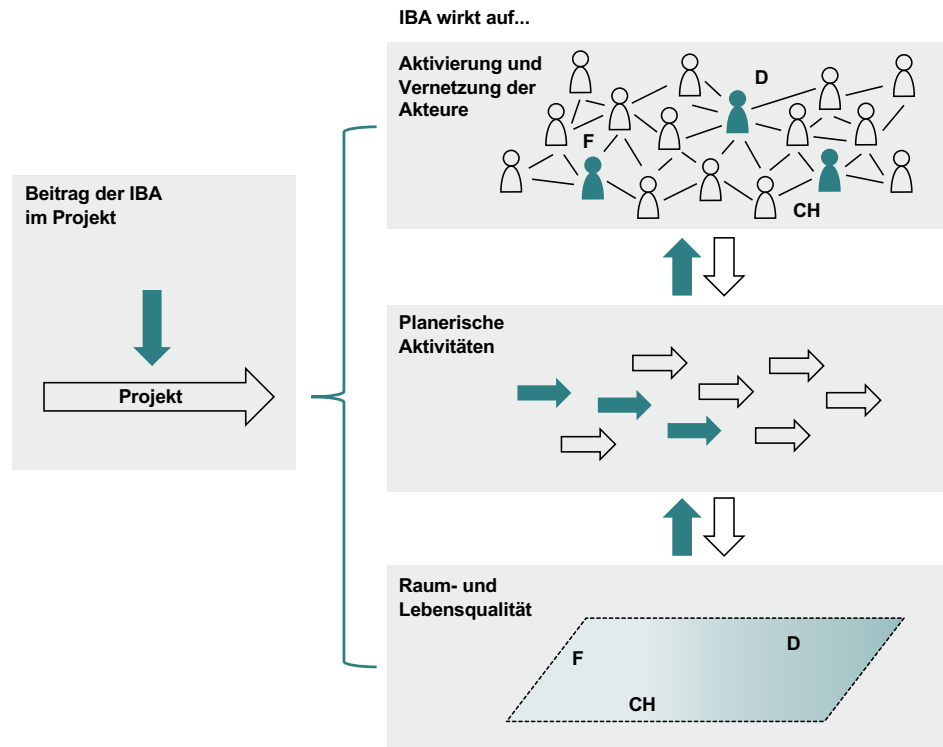 IBA wirkt auf...
Beitrag der IBA
im Projekt
Projekt
Aktivierung und
Vernetzung der
Akteure
D
F
CH
Planerische
Aktivitäten
Raum- und
Lebensqualität
F
D
CH